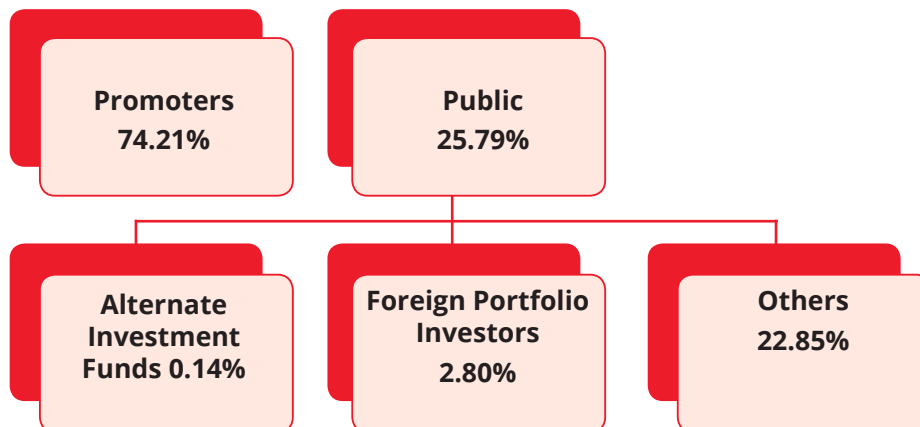 Promoters
74.21%
Public
25.79%
Alternate
Investment
Funds 0.14%
Foreign Portfolio
Investors
2.80%
Others
22.85%